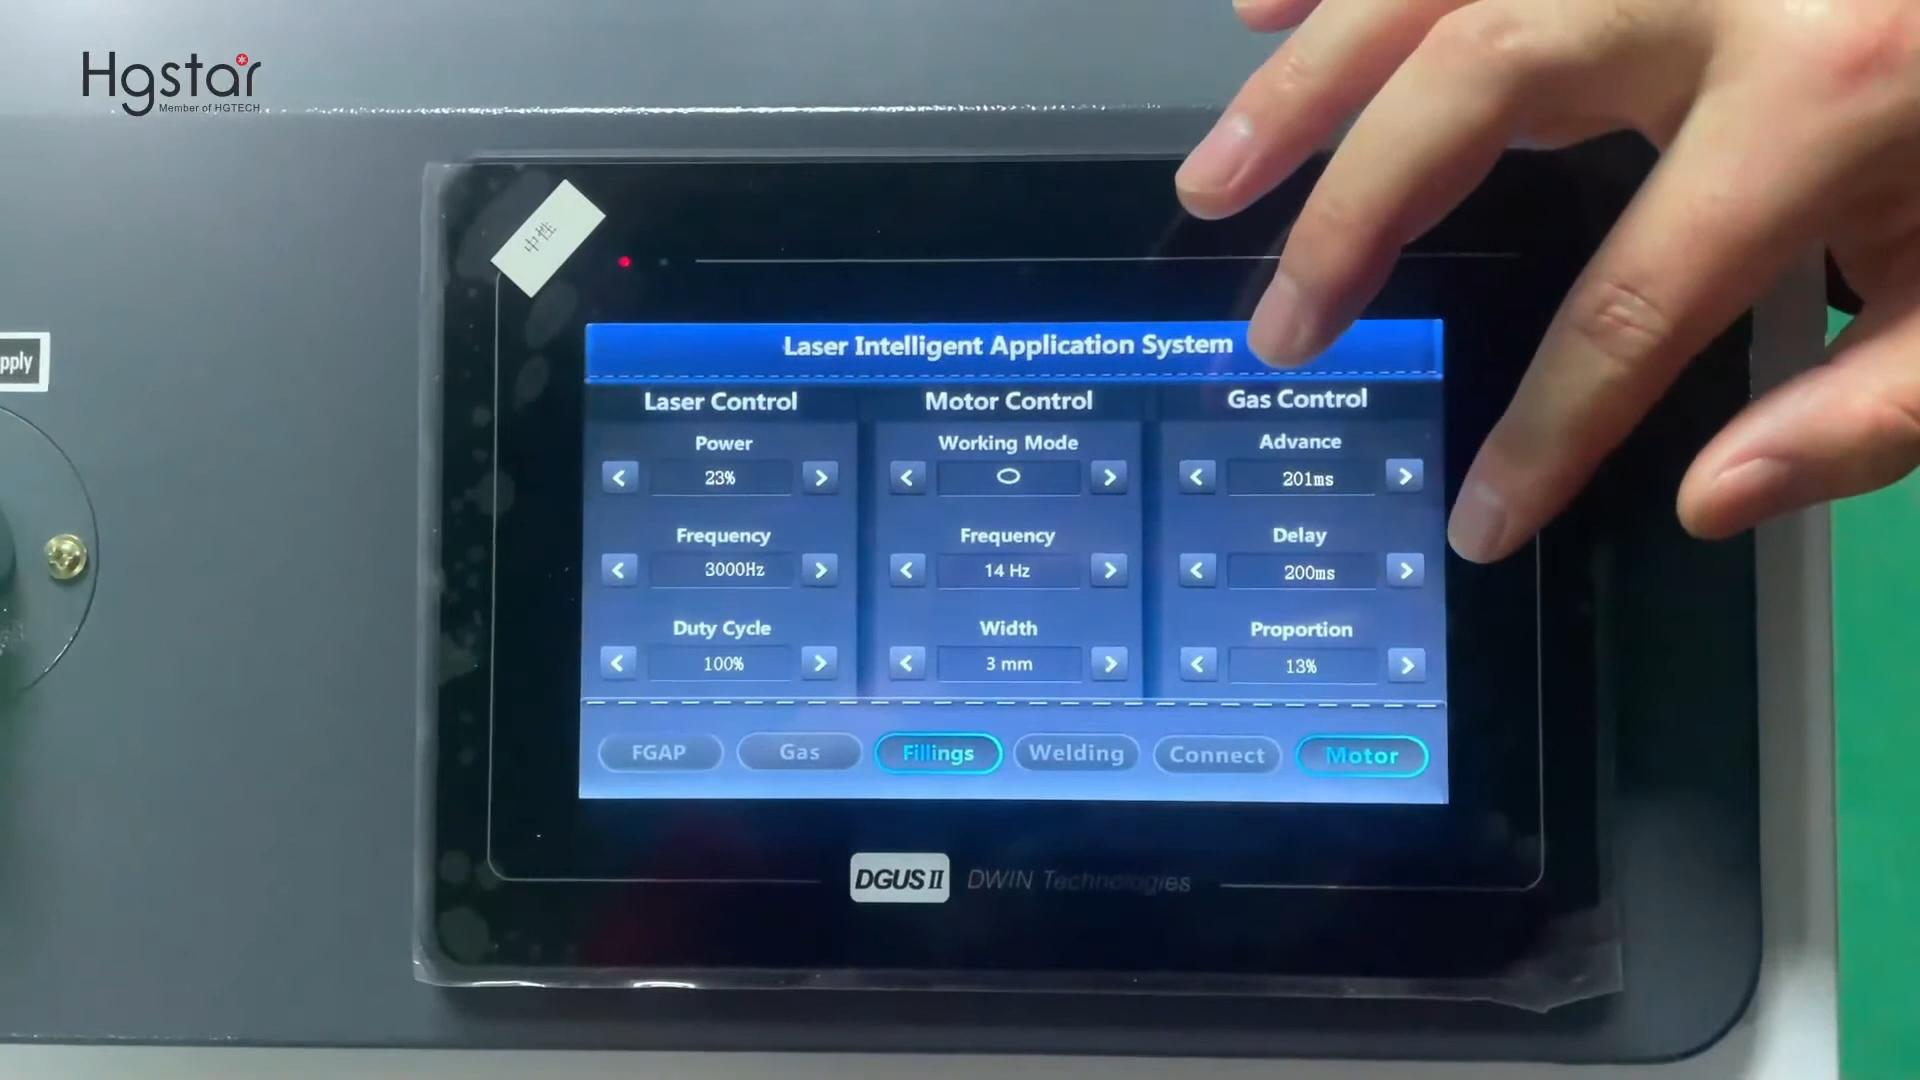 Hgstar
Member of HGTECH
中性
pply
Laser Intelligent Application System
Laser Control
Motor Control
Gas Control
Power
23%
Working Mode
Advance
201ms
Frequency
3000Hz
Frequency
14 Hz
Delay
200ms
Duty Cycle
100%
Width
3 mm
Proportion
13%
FGAP
Gas
Fillings
Welding
Connect
Motor
DGUS II DWIN Technologies